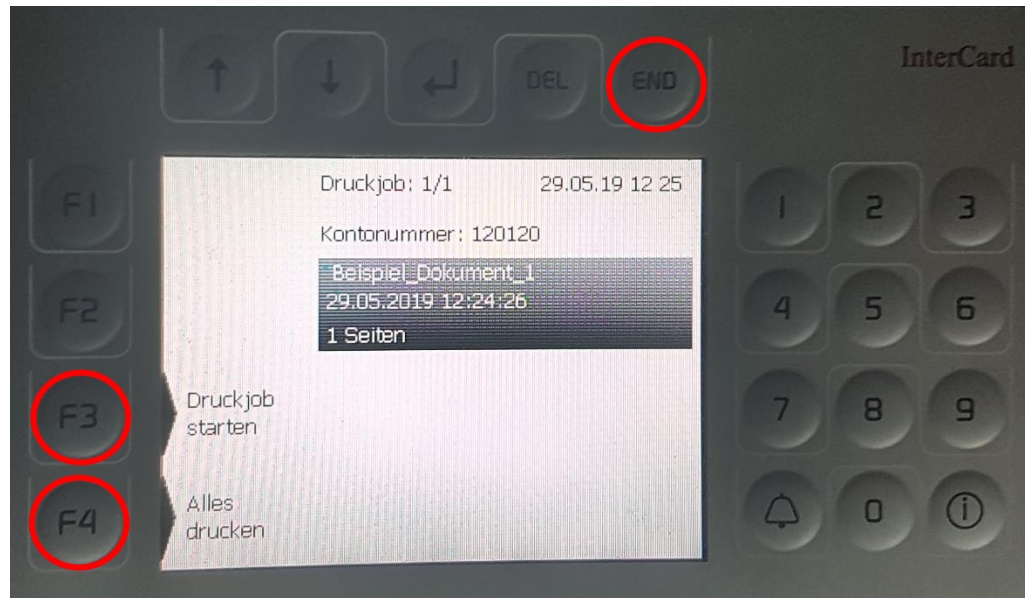 InterCard
↑ ↓ ↵ DEL END
F1
F2
F3
F4
Druckjob: 1/1 29.05.19 12 25
Kontonummer: 120120
Beispiel_Dokument_1
29.05.2019 12:24:26
1 Seiten
Druckjob
starten
Alles
drucken
1 2 3
4 5 6
7 8 9
0